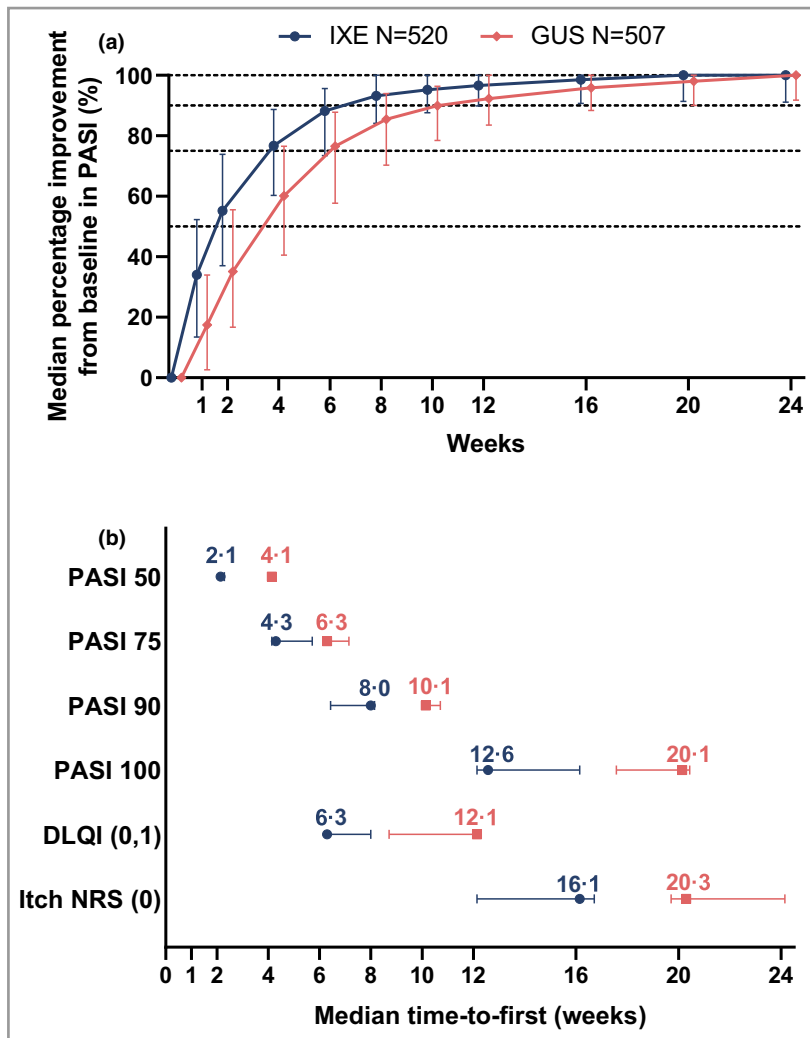 (a)
IXE N=520 GUS N=507
Median percentage improvement
from baseline in PASI (%)
100
80
60
40
20
0
1 2 4 6 8 10 12 16 20 24
Weeks
(b)
PASI 50 2·1 4·1
PASI 75 4·3 6·3
PASI 90 8·0 10·1
PASI 100 12·6 20·1
DLQI (0,1) 6·3 12·1
Itch NRS (0) 16·1 20·3
0 1 2 4 6 8 10 12 16 20 24
Median time-to-first (weeks)